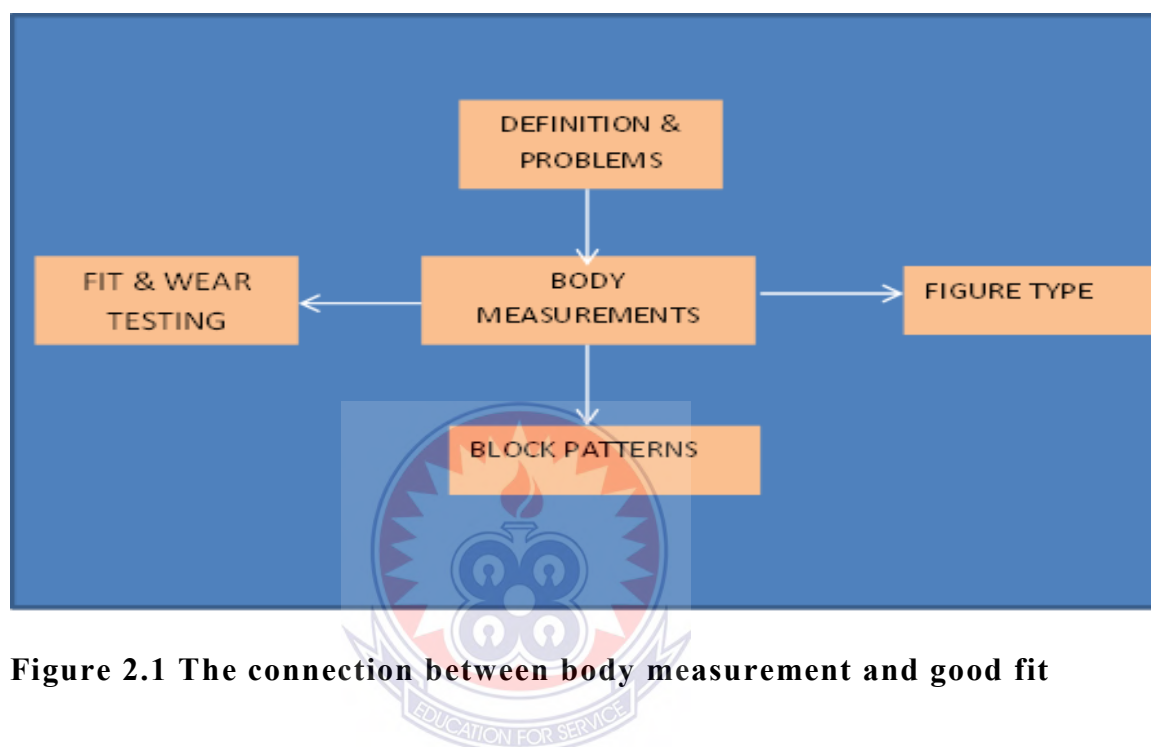 DEFINITION &
PROBLEMS
FIT & WEAR
TESTING
BODY
MEASUREMENTS
FIGURE TYPE
BLOCK PATTERNS
Figure 2.1 The connection between body measurement and good fit
EDUCATION FOR SERVICE